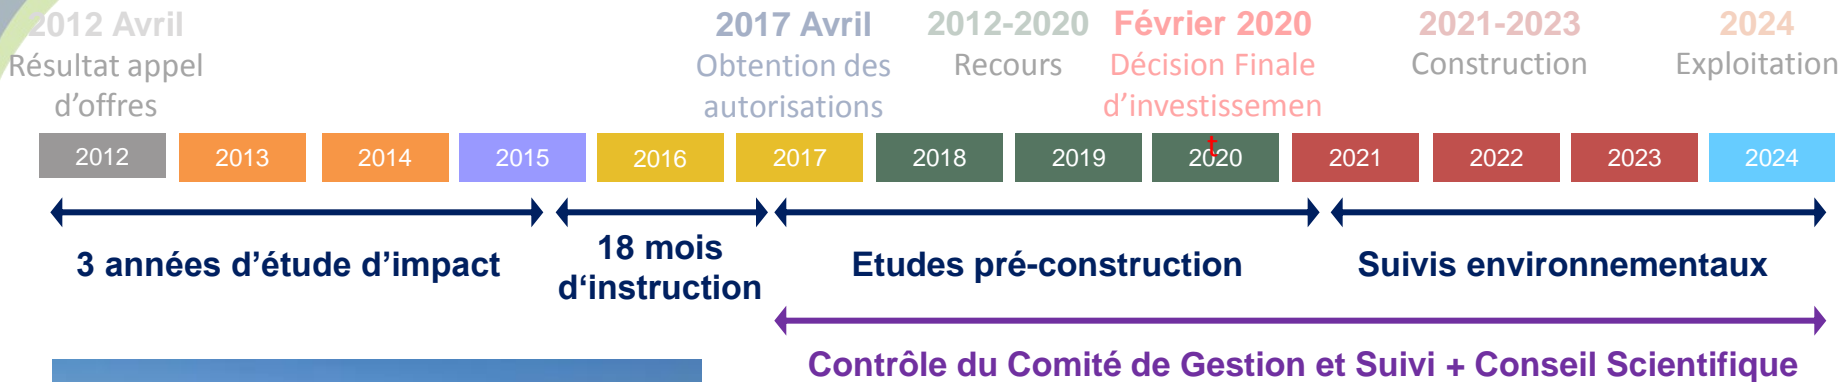 2012 Avril
Résultat appel
d’offres
2017 Avril
Obtention des
autorisations
2012-2020
Recours
Février 2020
Décision Finale
d’investissemen
t
2021-2023
Construction
2024
Exploitation
2012 2013 2014 2015 2016 2017 2018 2019 2020 2021 2022 2023 2024
3 années d’étude d’impact
18 mois
d‘instruction
Etudes pré-construction
Suivis environnementaux
Contrôle du Comité de Gestion et Suivi + Conseil Scientifique